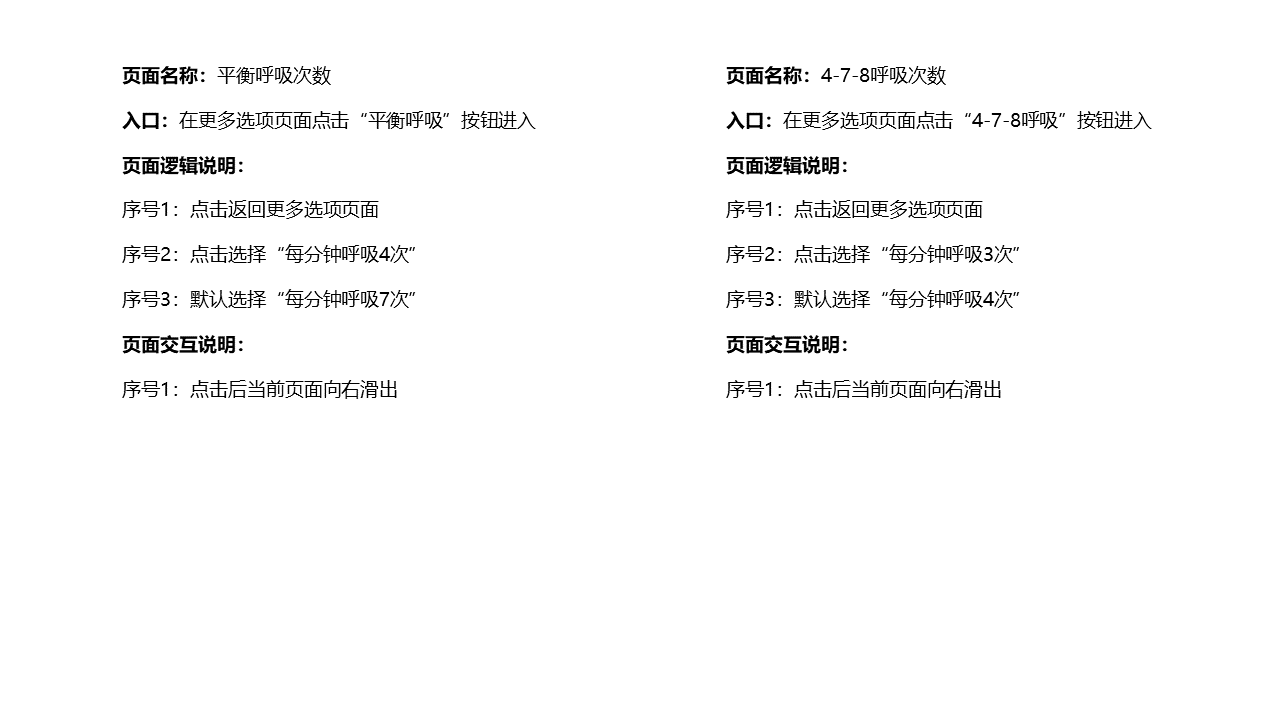 页面名称：平衡呼吸次数
入口：在更多选项页面点击“平衡呼吸”按钮进入
页面逻辑说明：
序号1：点击返回更多选项页面
序号2：点击选择“每分钟呼吸4次”
序号3：默认选择“每分钟呼吸7次”
页面交互说明：
序号1：点击后当前页面向右滑出
页面名称：4-7-8呼吸次数
入口：在更多选项页面点击“4-7-8呼吸”按钮进入
页面逻辑说明：
序号1：点击返回更多选项页面
序号2：点击选择“每分钟呼吸3次”
序号3：默认选择“每分钟呼吸4次”
页面交互说明：
序号1：点击后当前页面向右滑出